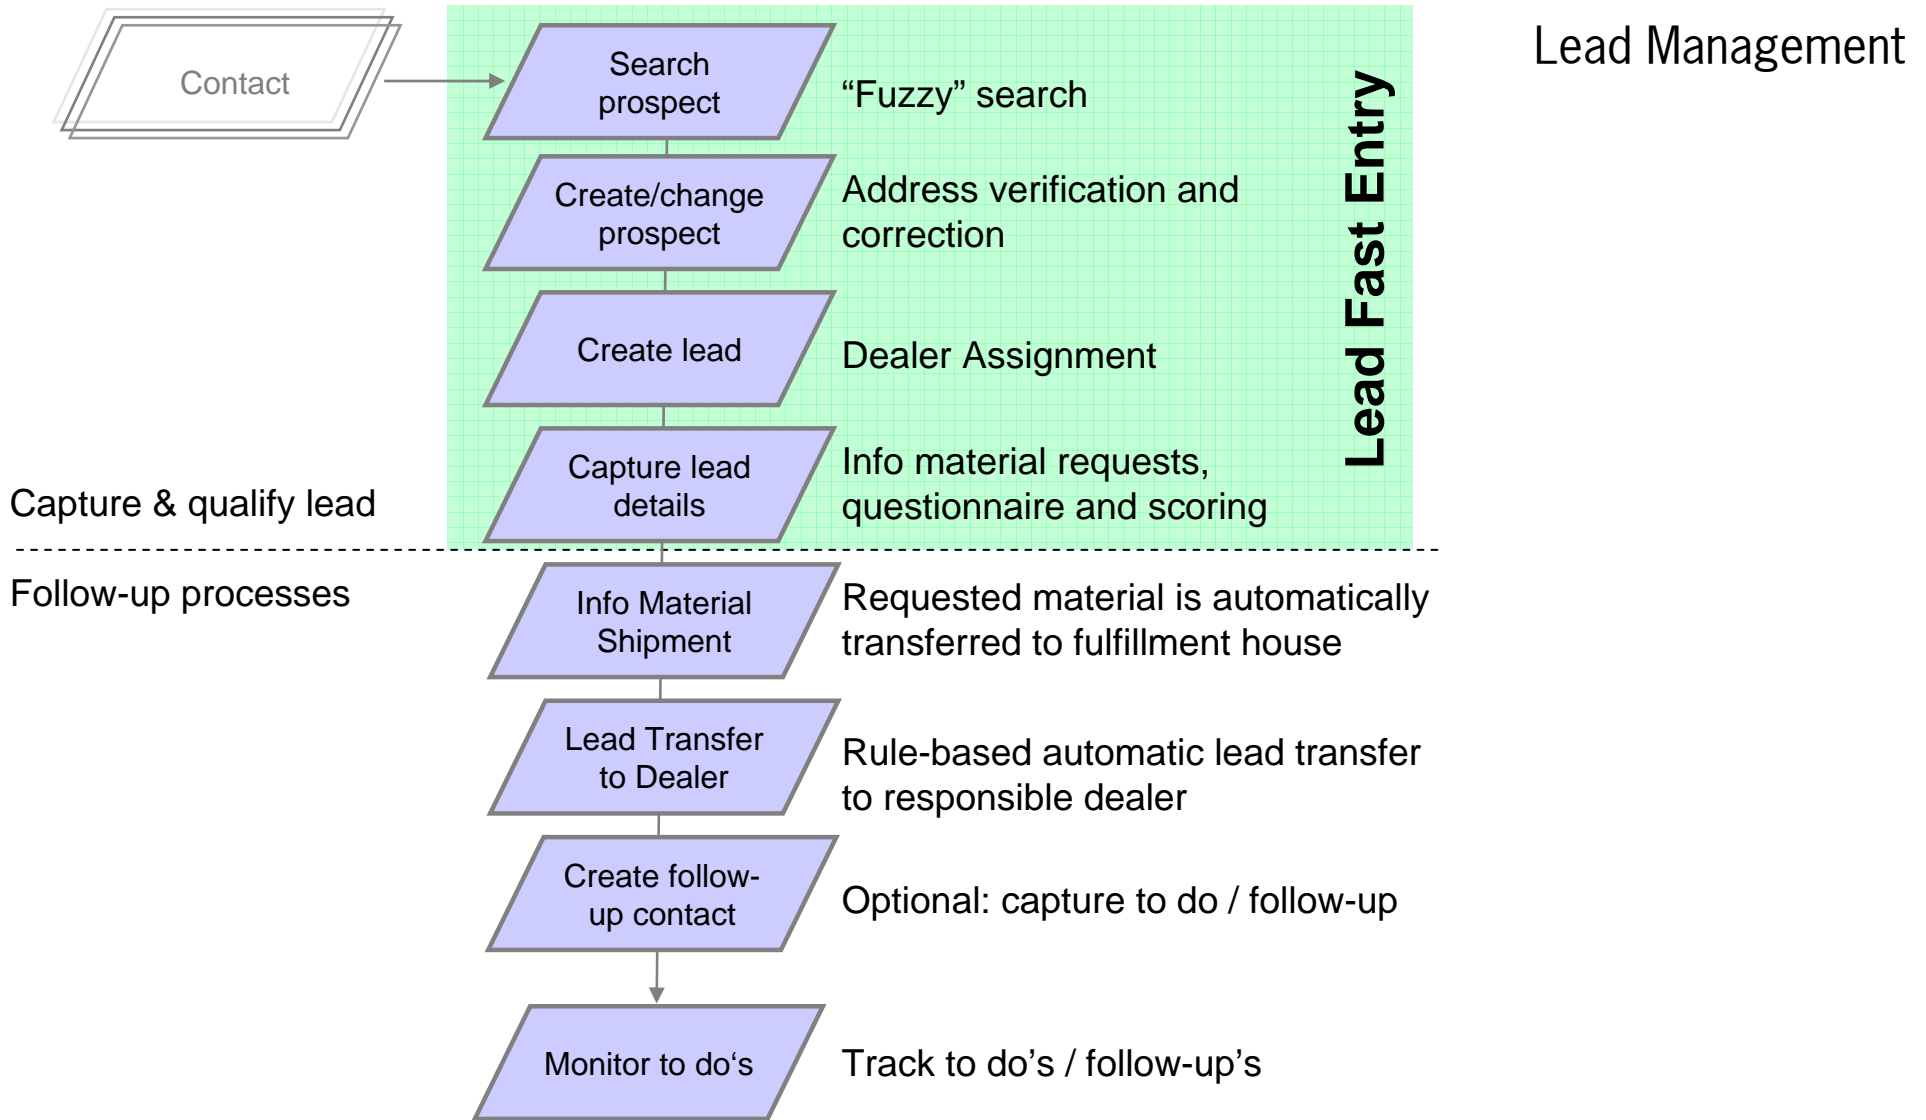 Lead Management
Contact
Search
prospect
“Fuzzy” search
Create/change
prospect
Address verification and
correction
Create lead
Dealer Assignment
Capture lead
details
Info material requests,
questionnaire and scoring
Lead Fast Entry
Capture & qualify lead
Follow-up processes
Info Material
Shipment
Requested material is automatically
transferred to fulfillment house
Lead Transfer
to Dealer
Rule-based automatic lead transfer
to responsible dealer
Create follow-
up contact
Optional: capture to do / follow-up
Monitor to do‘s
Track to do’s / follow-up’s